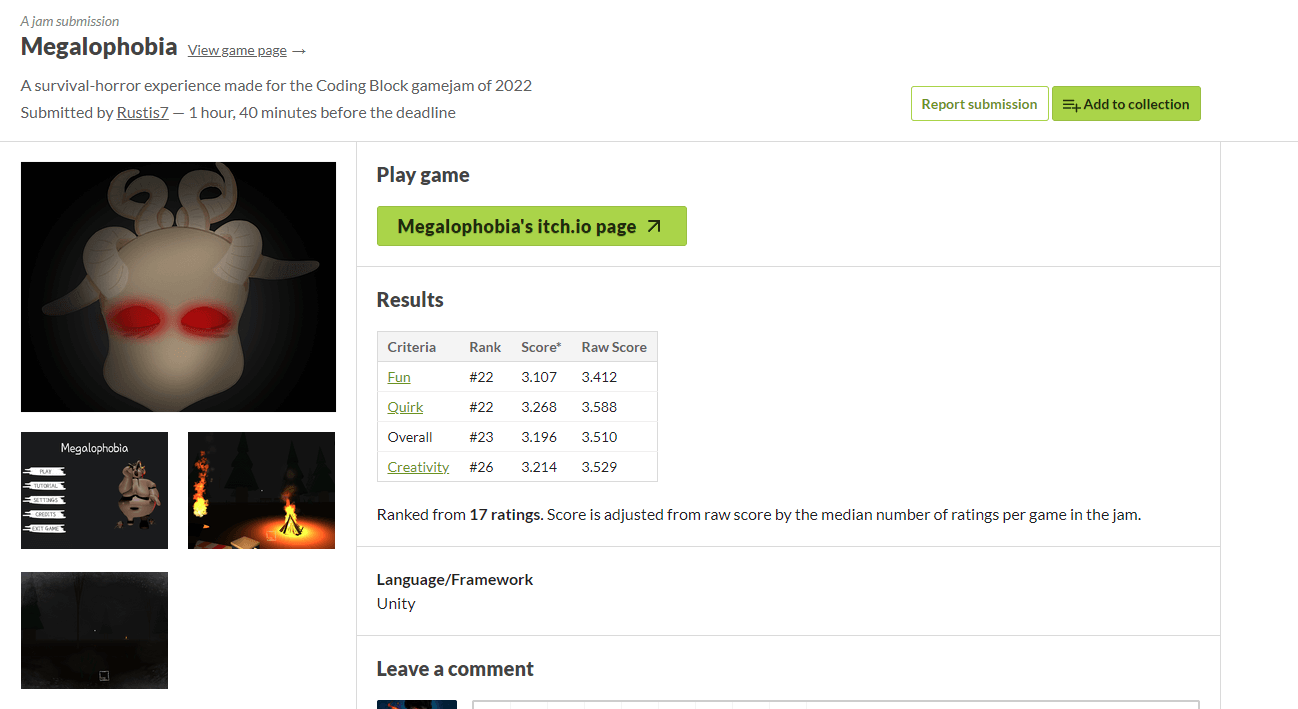 A jam submission
Megalophobia View game page →
A survival-horror experience made for the Coding Block gamejam of 2022
Submitted by Rustis7 — 1 hour, 40 minutes before the deadline
Report submission Add to collection
Play game
Megalophobia's itch.io page
Results
Criteria Rank Score* Raw Score
Fun #22 3.107 3.412
Quirk #22 3.268 3.588
Overall #23 3.196 3.510
Creativity #26 3.214 3.529
Megalophobia
PLAY
TUTORIAL
SETTINGS
CREDITS
EXIT GAME
Ranked from 17 ratings. Score is adjusted from raw score by the median number of ratings per game in the jam.
Language/Framework
Unity
Leave a comment